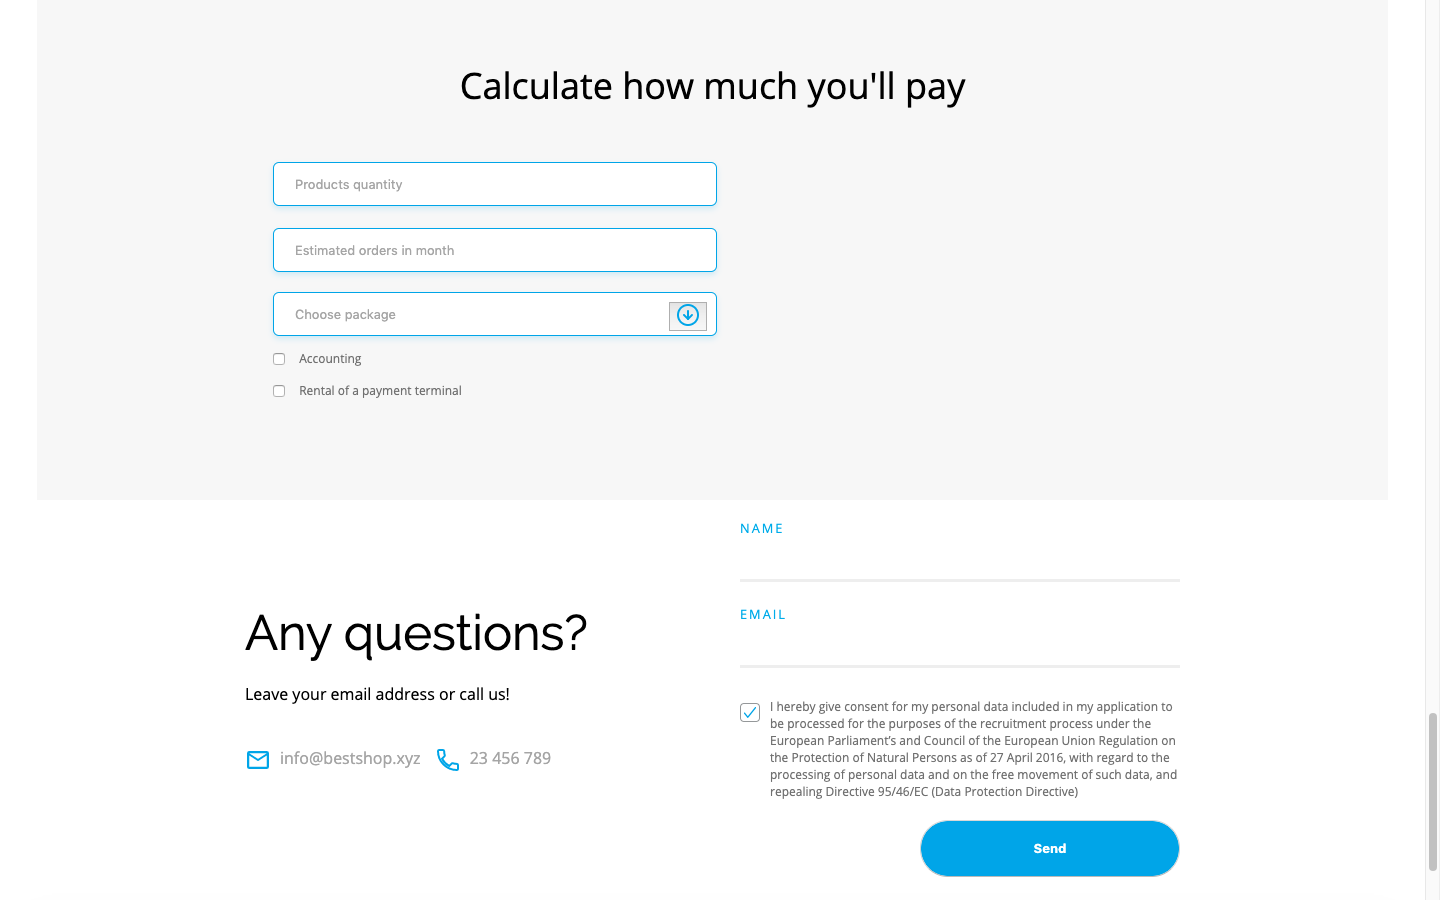 Calculate how much you'll pay
Products quantity
Estimated orders in month
Choose package
Accounting
Rental of a payment terminal
Any questions?
Leave your email address or call us!
info@bestshop.xyz 23 456 789
NAME
EMAIL
I hereby give consent for my personal data included in my application to
be processed for the purposes of the recruitment process under the
European Parliament’s and Council of the European Union Regulation on
the Protection of Natural Persons as of 27 April 2016, with regard to the
processing of personal data and on the free movement of such data, and
repealing Directive 95/46/EC (Data Protection Directive)
Send